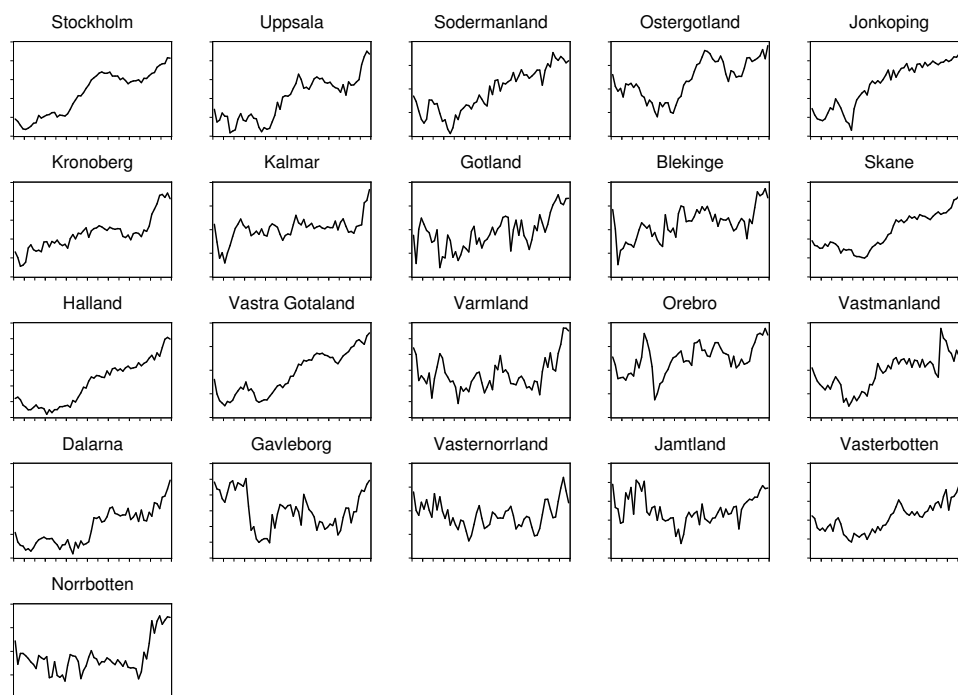 Stockholm Uppsala Sodermanland Ostergotland Jonkoping
Kronoberg Kalmar Gotland Blekinge Skane
Halland Vastra Gotaland Varmland Orebro Vastmanland
Dalarna Gavleborg Vasternorrland Jamtland Vasterbotten
Norrbotten